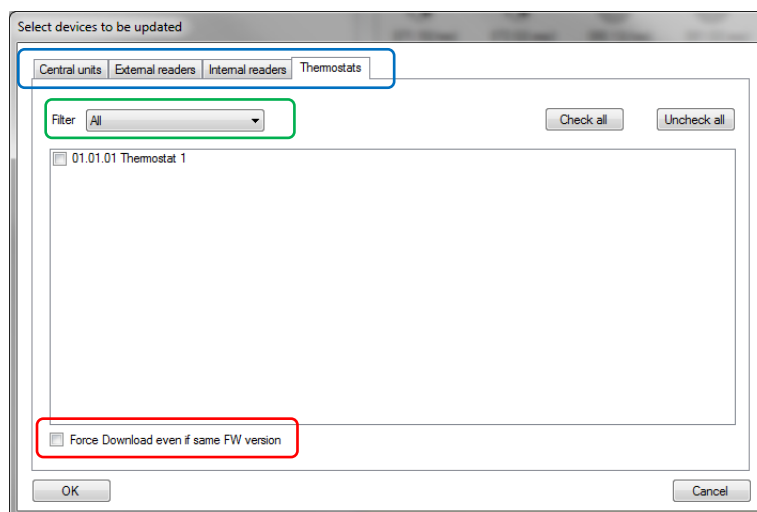 Select devices to be updated
Central units External readers Internal readers Thermostats
Filter All Check all Uncheck all
01.01.01 Thermostat 1
Force Download even if same FW version
OK Cancel